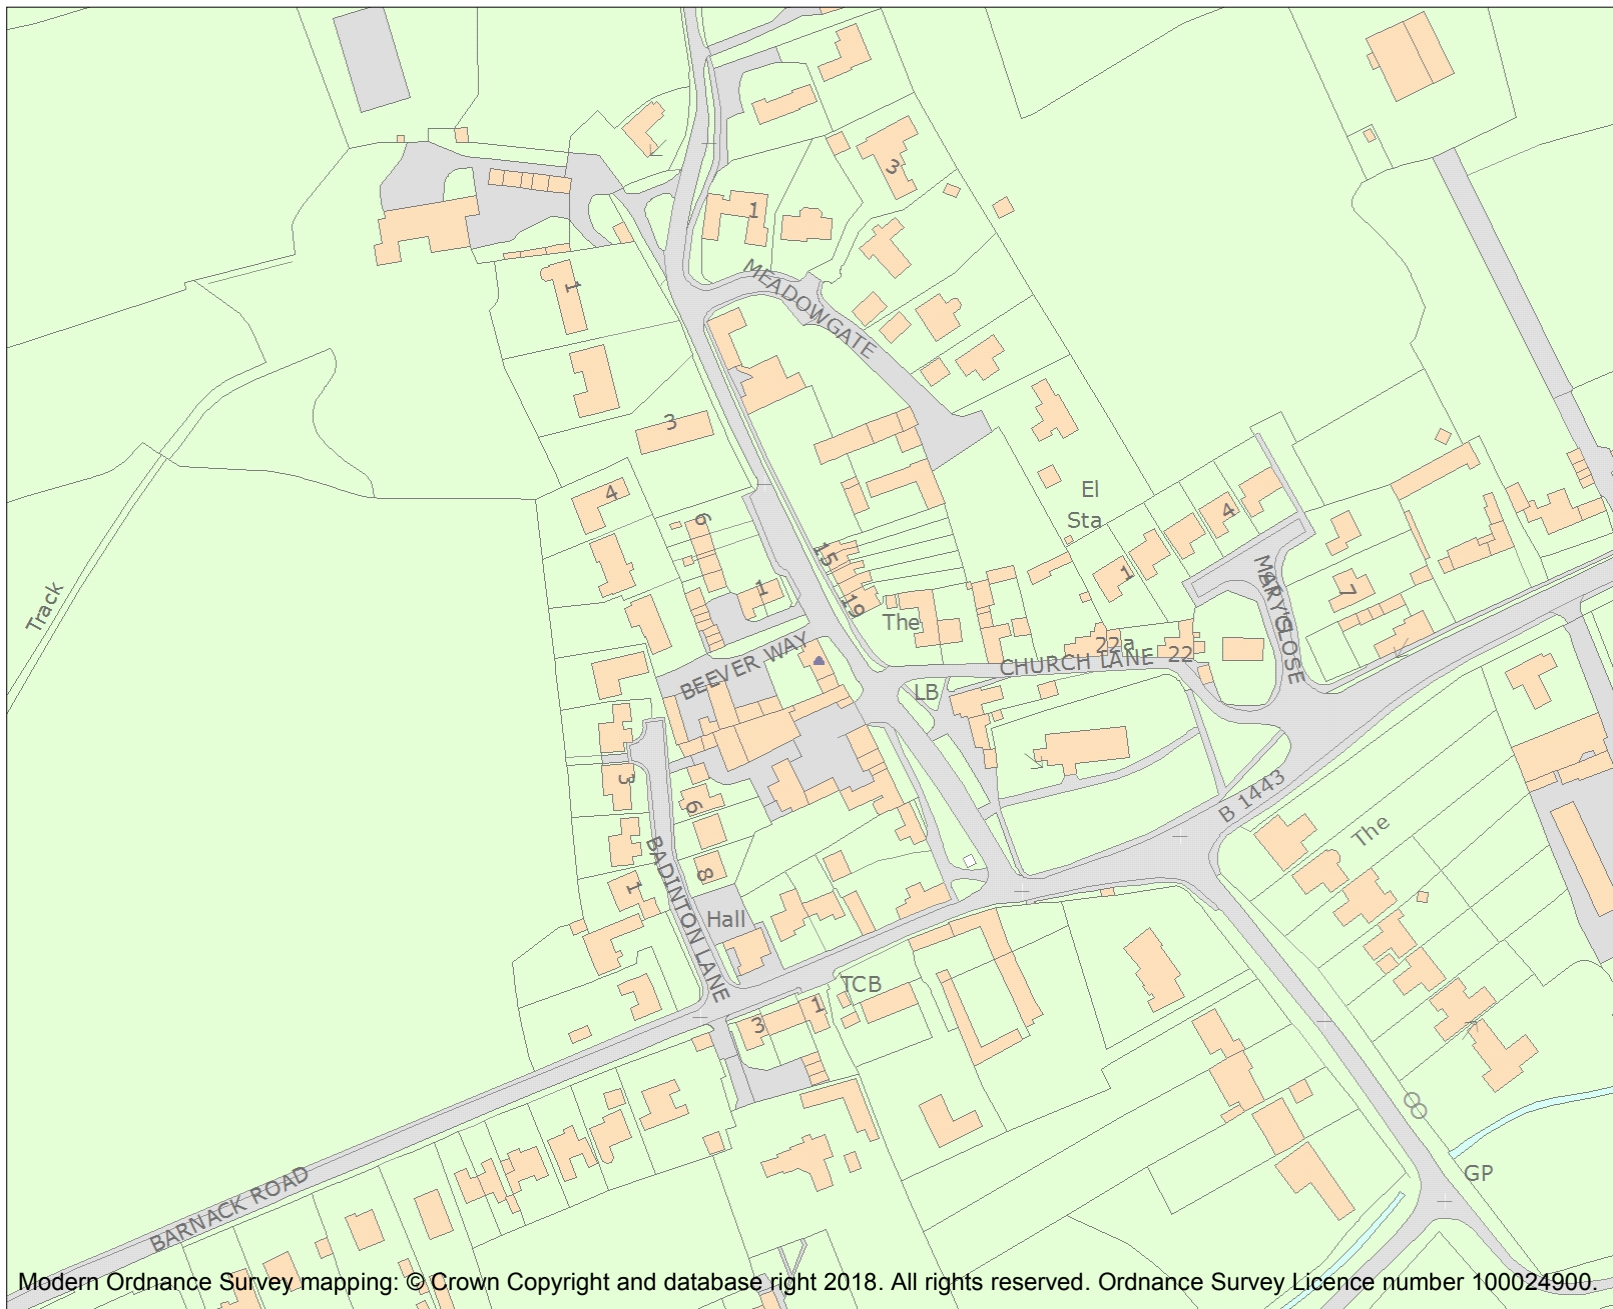 3
1
MEADOWGATE
1
3
El
Sta
4
4
6
15
1
1
19
The
7
MARY'S
CLOSE
22a
22
CHURCH LANE
BEEVER WAY
LB
Track
3
6
B 1443
The
8
1
BADINTON LANE
Hall
TCB
3
1
GP
BARNACK ROAD
Modern Ordnance Survey mapping: © Crown Copyright and database right 2018. All rights reserved. Ordnance Survey Licence number 100024900.